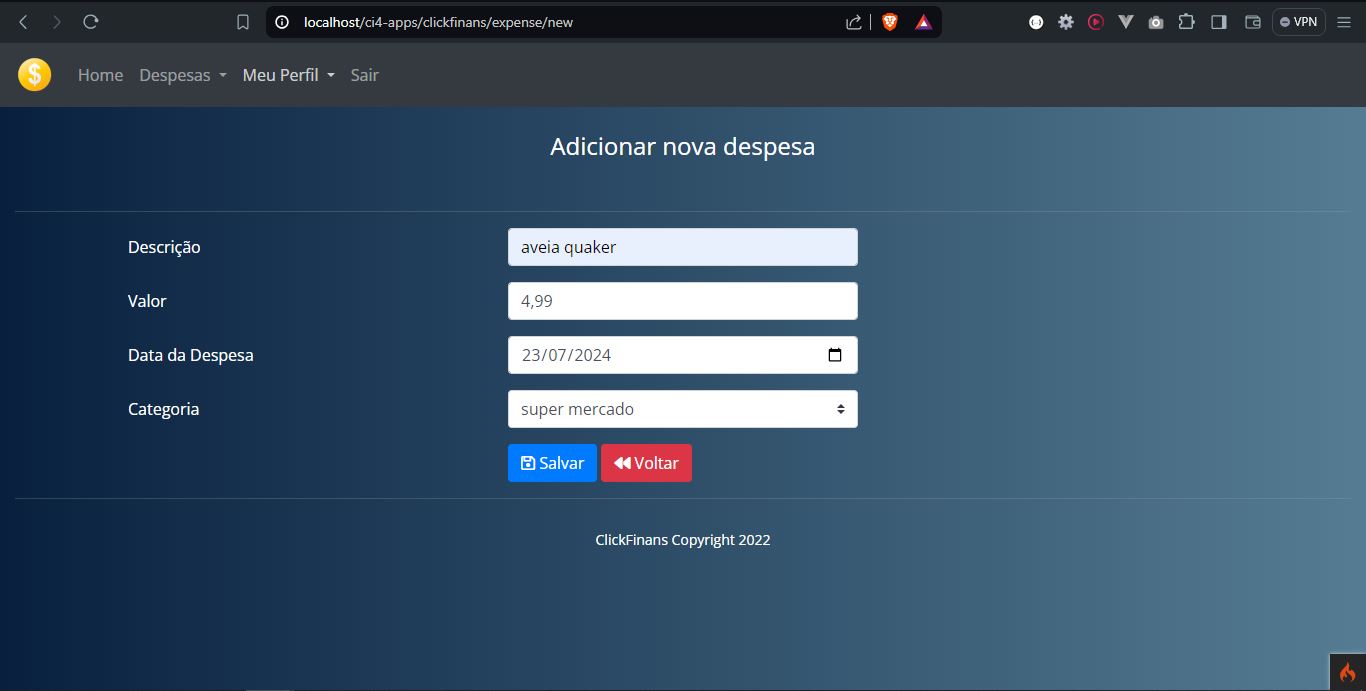 localhost/ci4-apps/clickfinans/expense/new
VPN
$
Home Despesas Meu Perfil Sair
Adicionar nova despesa
Descrição aveia quaker
Valor 4,99
Data da Despesa 23/07/2024
Categoria super mercado
Salvar Voltar
ClickFinans Copyright 2022